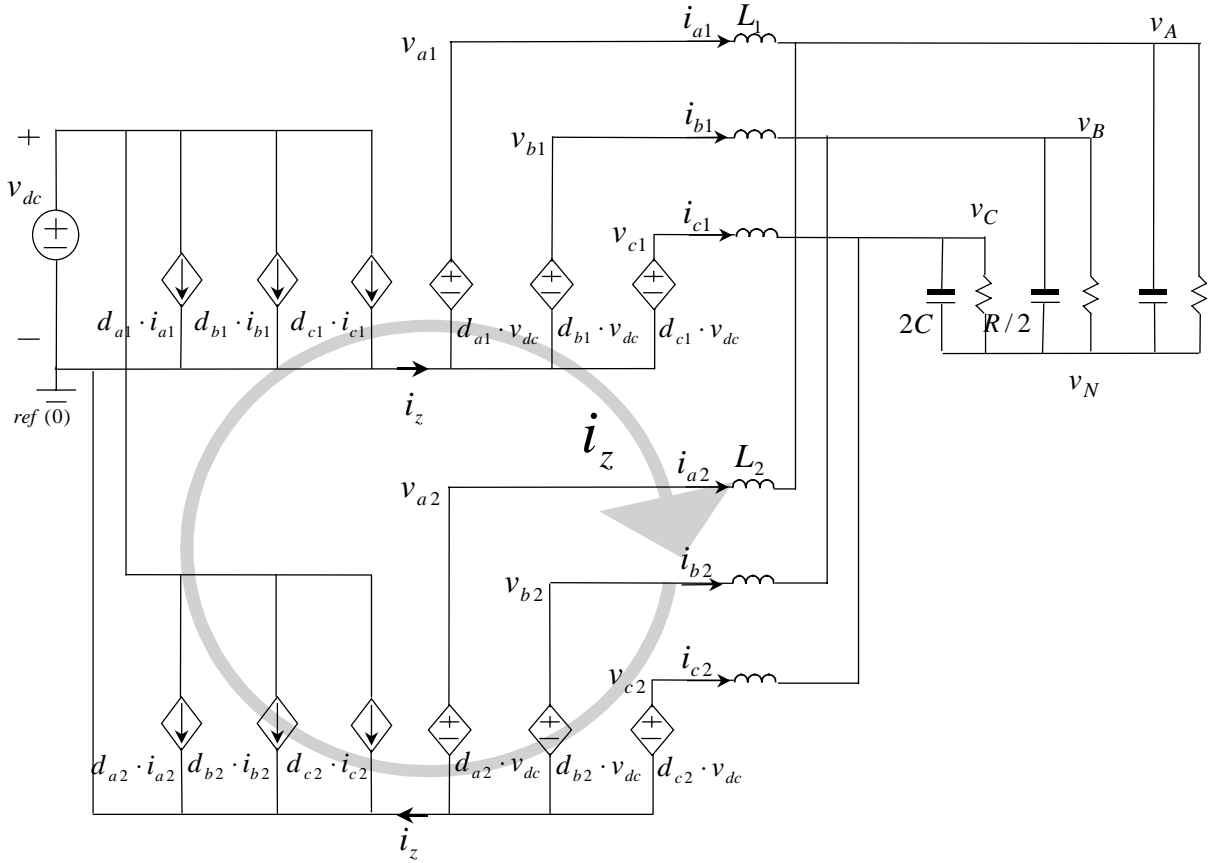 i_{a1} L_1 v_A
v_{a1}
+ i_{b1} v_B
v_{b1}
v_{dc} i_{c1} v_C
v_{c1}
+ −
+ − + − + −
d_{a1} · i_{a1} d_{b1} · i_{b1} d_{c1} · i_{c1} d_{a1} · v_{dc} d_{b1} · v_{dc} d_{c1} · v_{dc} 2C R/2
−
ref (0) i_z v_N
i_z
i_{a2} L_2
v_{a2}
i_{b2}
v_{b2}
i_{c2}
v_{c2}
+ − + − + −
d_{a2} · i_{a2} d_{b2} · i_{b2} d_{c2} · i_{c2} d_{a2} · v_{dc} d_{b2} · v_{dc} d_{c2} · v_{dc}
i_z